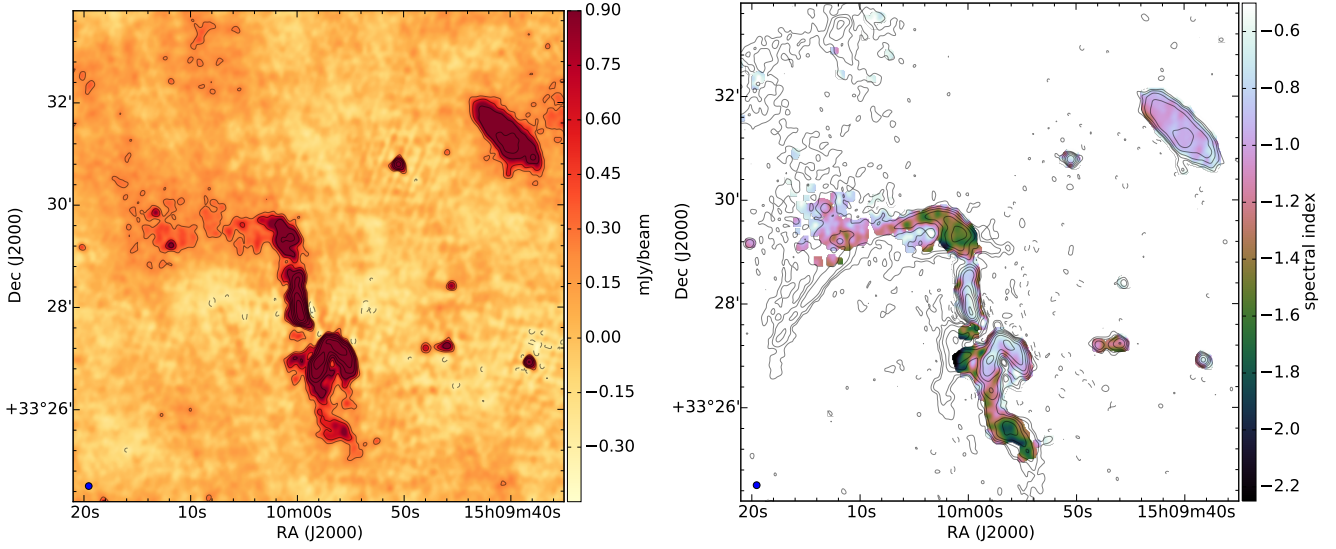 0.90
0.75
0.60
0.45
0.30
0.15
0.00
−0.15
−0.30
mJy/beam
32'
30'
28'
+33°26'
Dec (J2000)
20s
10s
10m00s
50s
15h09m40s
RA (J2000)
−0.6
−0.8
−1.0
−1.2
−1.4
−1.6
−1.8
−2.0
−2.2
spectral index
32'
30'
28'
+33°26'
Dec (J2000)
20s
10s
10m00s
50s
15h09m40s
RA (J2000)